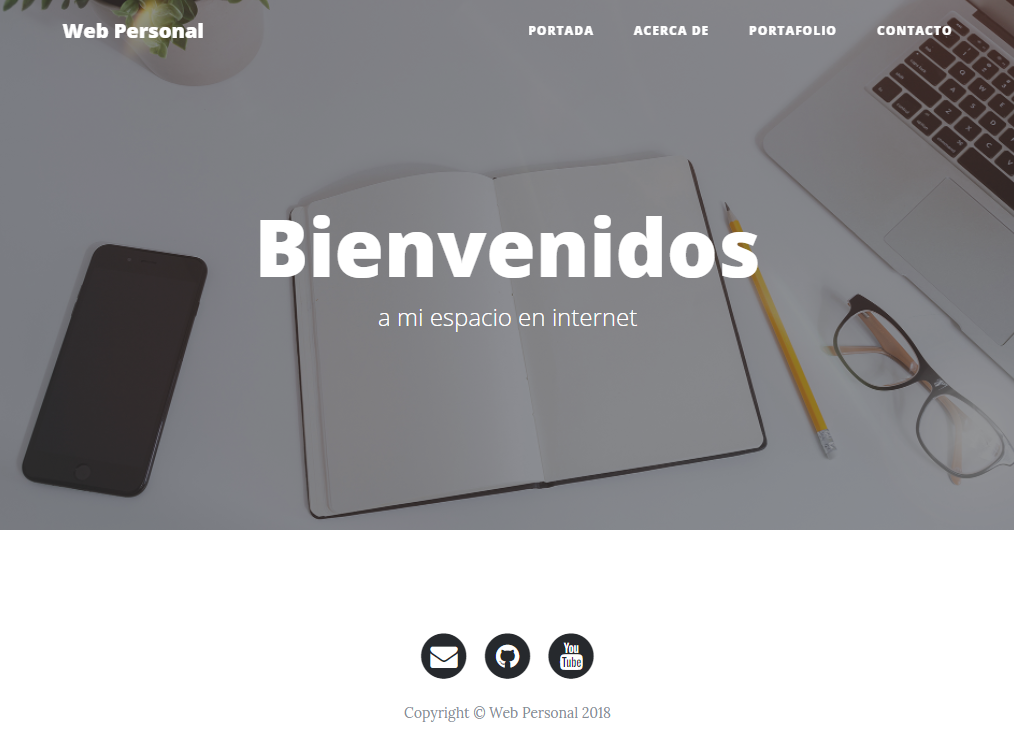 Web Personal
PORTADA ACERCA DE PORTAFOLIO CONTACTO
Bienvenidos
a mi espacio en internet
You
Tube
Copyright © Web Personal 2018